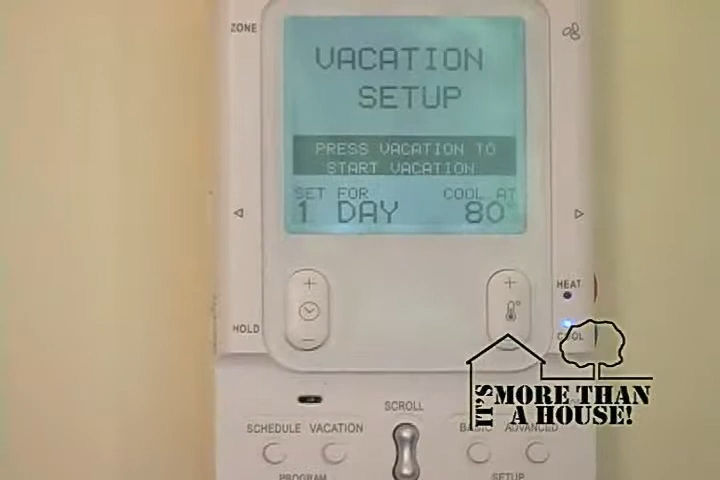 ZONE
VACATION
SETUP
PRESS VACATION TO
START VACATION
SET FOR
COOL AT
1 DAY
80°
HEAT
HOLD
COOL
SCROLL
IT'S MORE THAN
A HOUSE!
SCHEDULE VACATION
BASIC ADVANCED
PROGRAM
SETUP